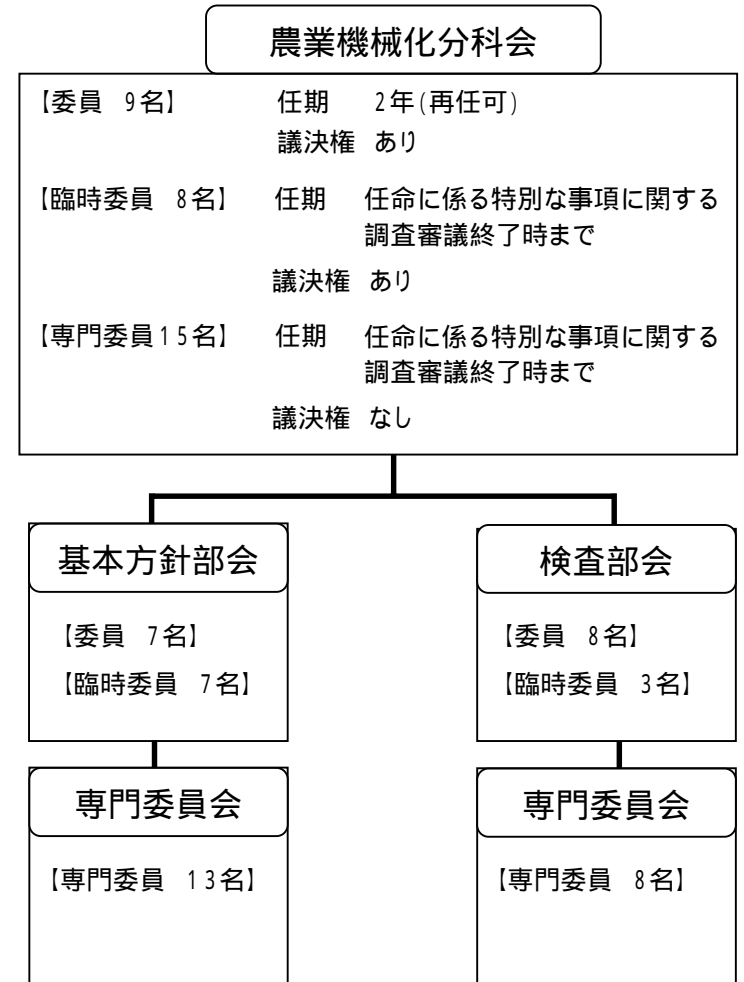 農業機械化分科会
【委員 9名】 任期 2年(再任可)
議決権 あり
【臨時委員 8名】 任期 任命に係る特別な事項に関する
調査審議終了時まで
議決権 あり
【専門委員15名】 任期 任命に係る特別な事項に関する
調査審議終了時まで
議決権 なし
基本方針部会
【委員 7名】
【臨時委員 7名】
専門委員会
【専門委員 13名】
検査部会
【委員 8名】
【臨時委員 3名】
専門委員会
【専門委員 8名】